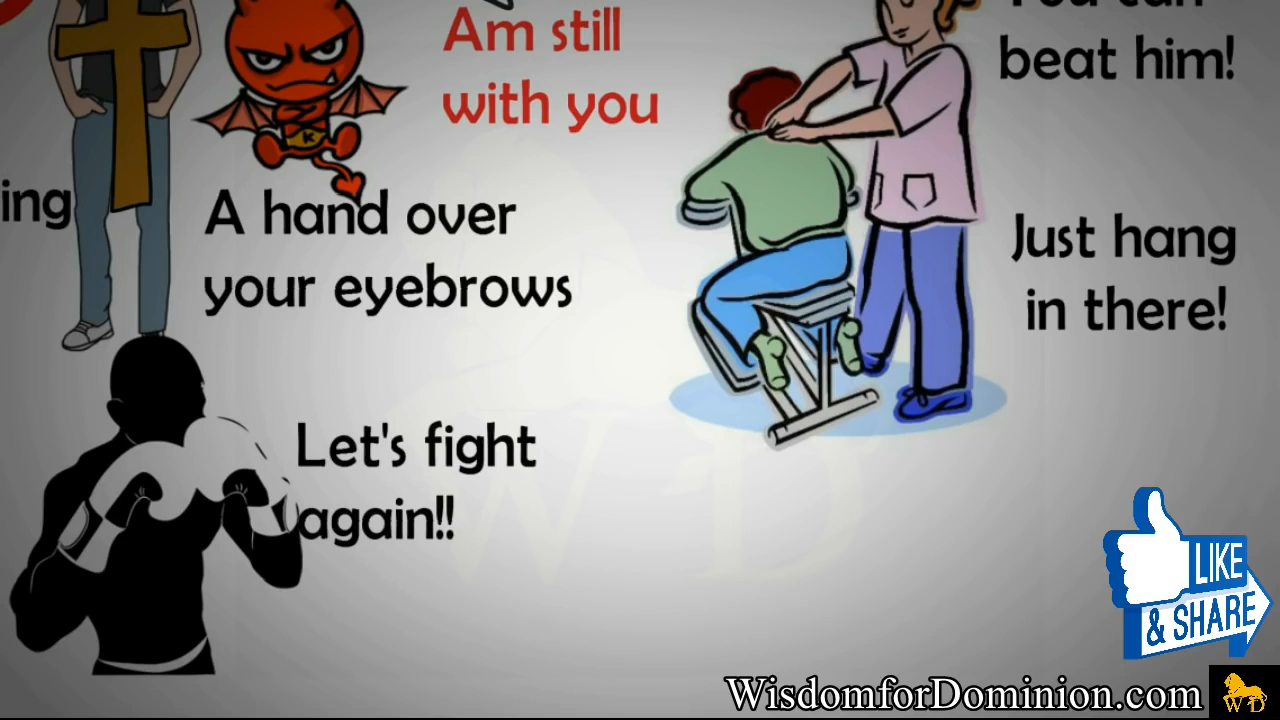 Am still
with you
beat him!
ing
A hand over
your eyebrows
Just hang
in there!
Let's fight
again!!
LIKE
& SHARE
WisdomforDominion.com
WD
K